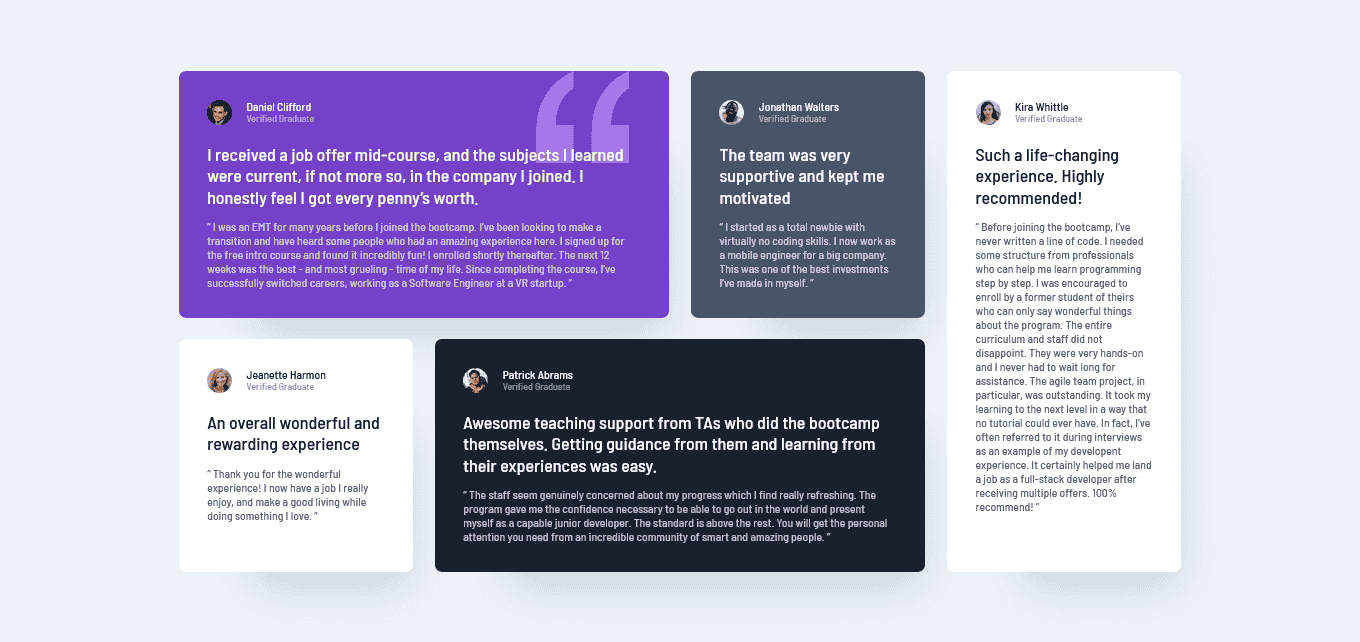 Daniel Clifford
Verified Graduate
I received a job offer mid-course, and the subjects I learned
were current, if not more so, in the company I joined. I
honestly feel I got every penny’s worth.
“ I was an EMT for many years before I joined the bootcamp. I’ve been looking to make a
transition and have heard some people who had an amazing experience here. I signed up for
the free intro course and found it incredibly fun! I enrolled shortly thereafter. The next 12
weeks was the best – and most grueling – time of my life. Since completing the course, I’ve
successfully switched careers, working as a Software Engineer at a VR startup. ”
Jonathan Walters
Verified Graduate
The team was very
supportive and kept me
motivated
“ I started as a total newbie with
virtually no coding skills. I now work as
a mobile engineer for a big company.
This was one of the best investments
I’ve made in myself. ”
Kira Whittle
Verified Graduate
Such a life-changing
experience. Highly
recommended!
“ Before joining the bootcamp, I’ve
never written a line of code. I needed
some structure from professionals
who can help me learn programming
step by step. I was encouraged to
enroll by a former student of theirs
who can only say wonderful things
about the program. The entire
curriculum and staff did not
disappoint. They were very hands-on
and I never had to wait long for
assistance. The agile team project, in
particular, was outstanding. It took my
learning to the next level in a way that
no tutorial could ever have. In fact, I’ve
often referred to it during interviews
as an example of my developent
experience. It certainly helped me land
a job as a full-stack developer after
receiving multiple offers. 100%
recommend! ”
Jeanette Harmon
Verified Graduate
An overall wonderful and
rewarding experience
“ Thank you for the wonderful
experience! I now have a job I really
enjoy, and make a good living while
doing something I love. ”
Patrick Abrams
Verified Graduate
Awesome teaching support from TAs who did the bootcamp
themselves. Getting guidance from them and learning from
their experiences was easy.
“ The staff seem genuinely concerned about my progress which I find really refreshing. The
program gave me the confidence necessary to be able to go out in the world and present
myself as a capable junior developer. The standard is above the rest. You will get the personal
attention you need from an incredible community of smart and amazing people. ”